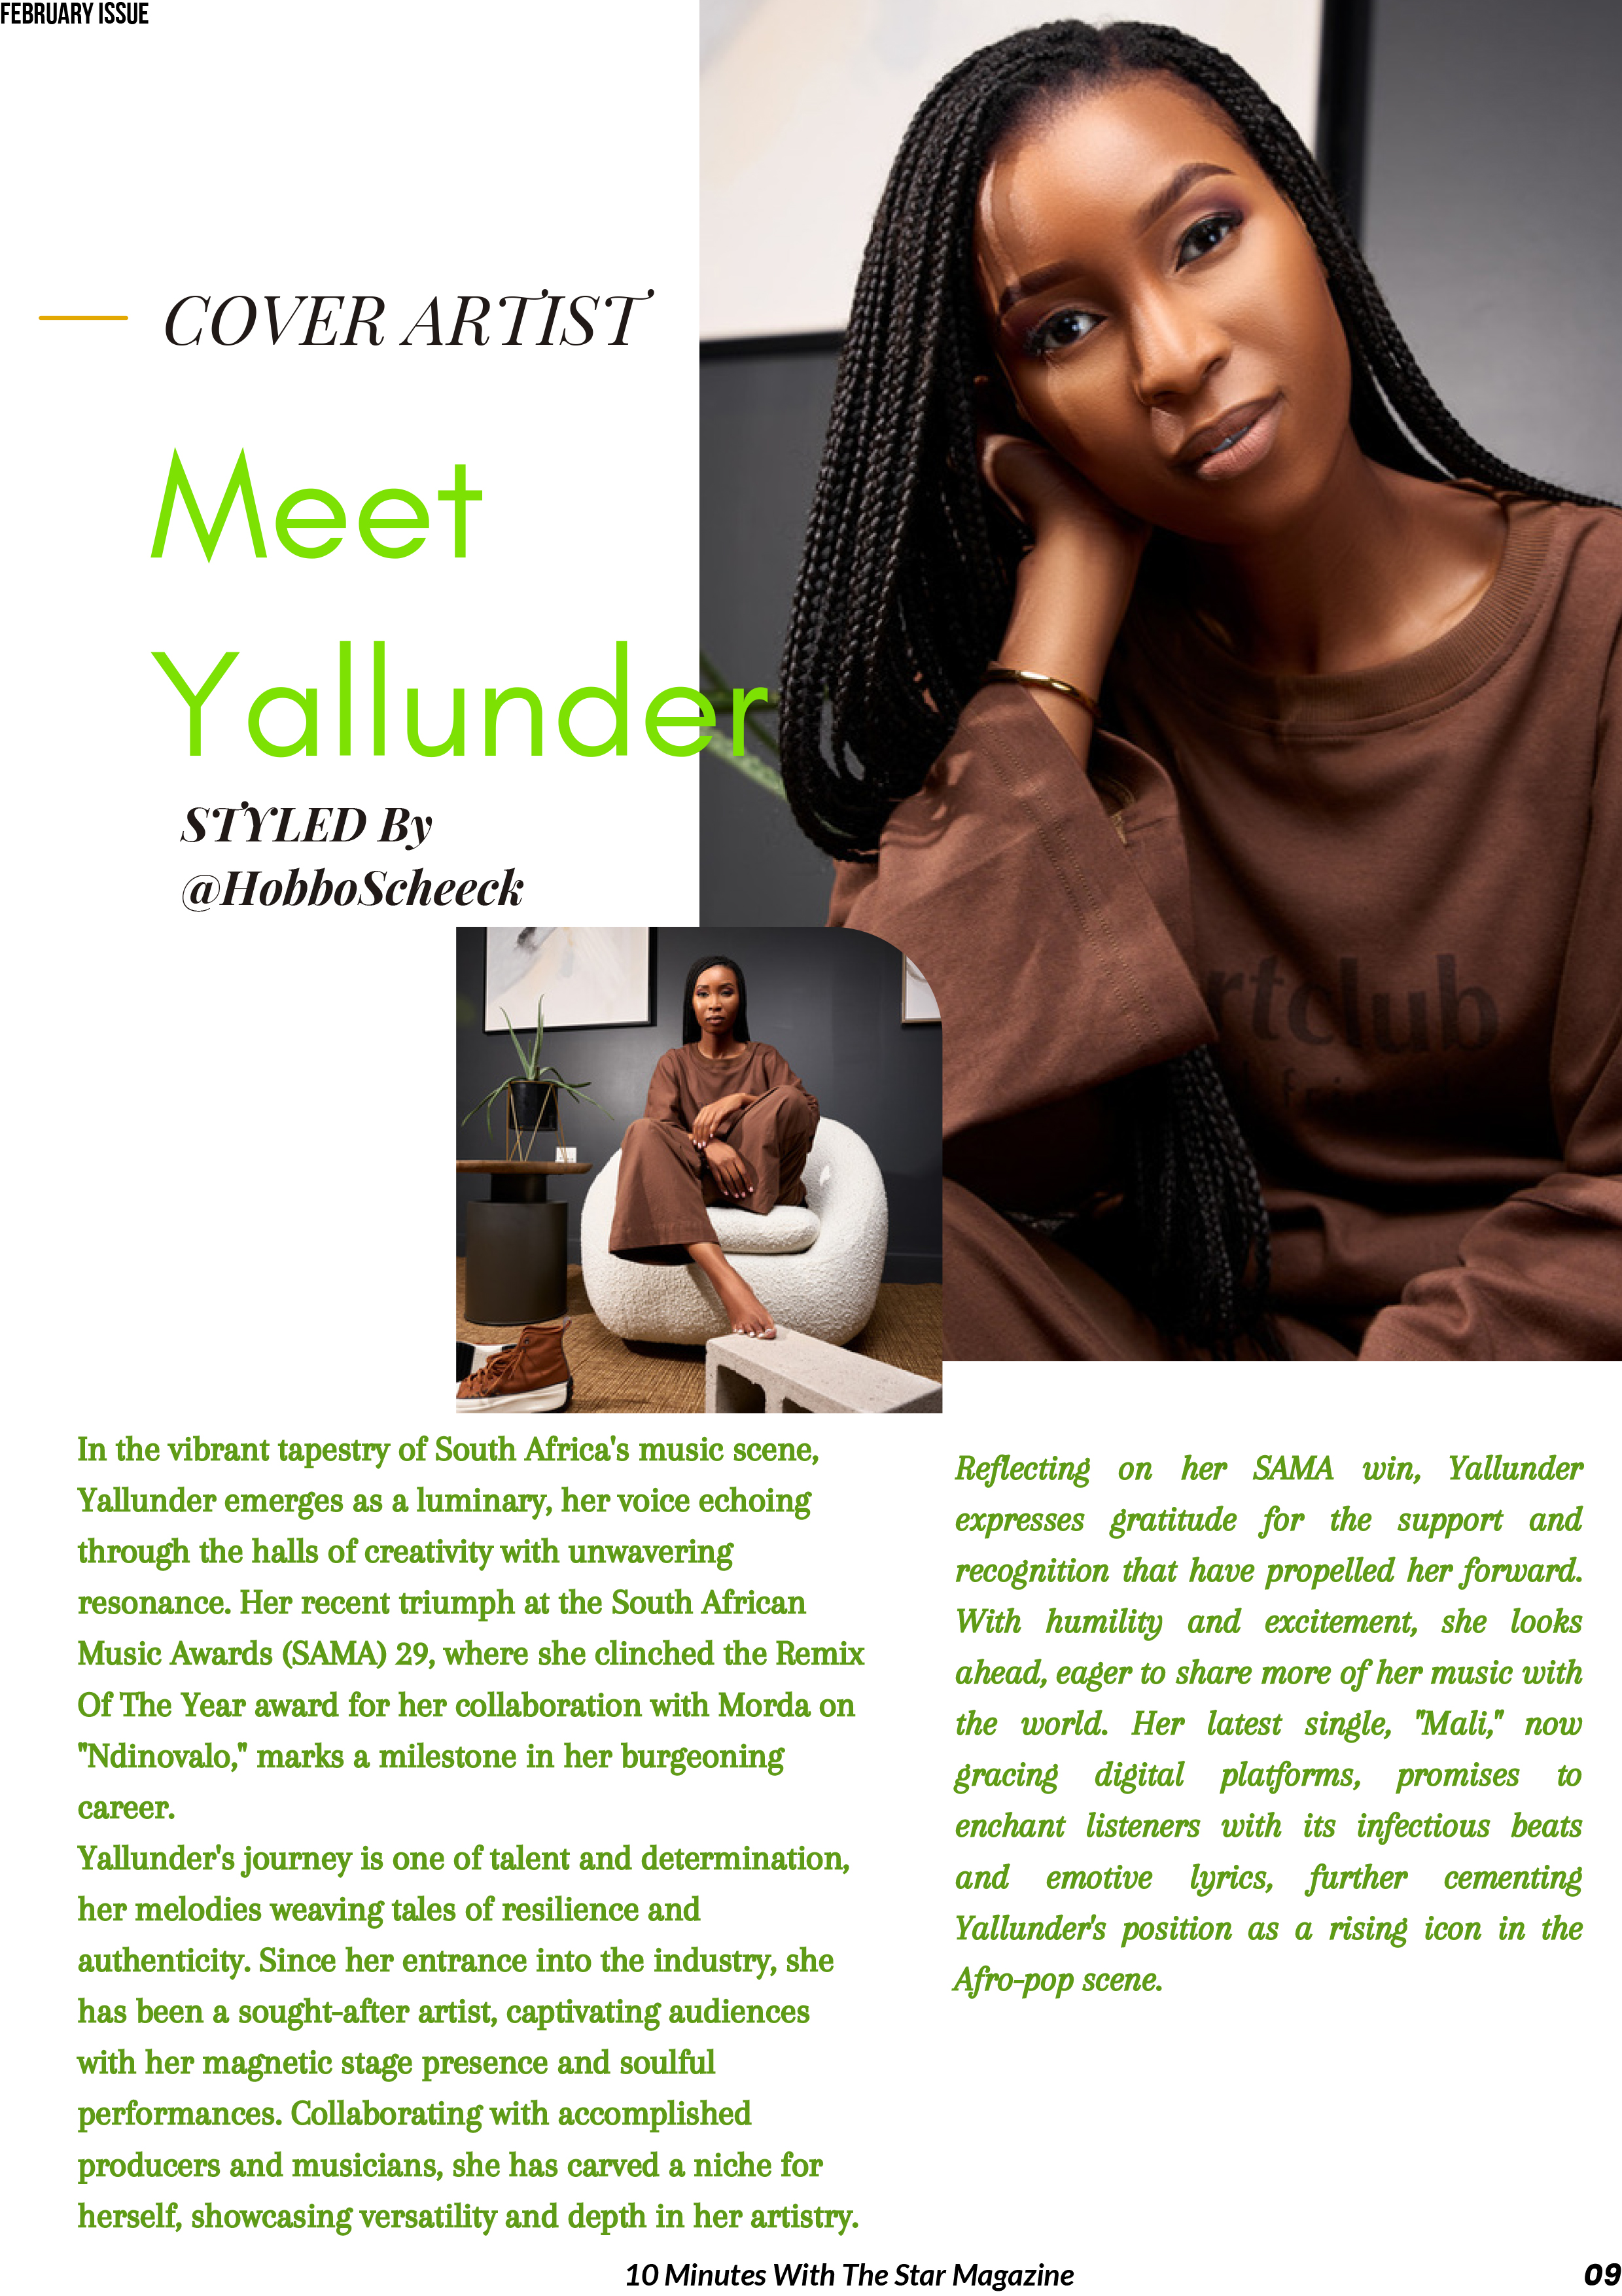 FEBRUARY ISSUE
COVER ARTIST
Meet
Yallunder
STYLED By
@HobboScheeck
rtclub
In the vibrant tapestry of South Africa's music scene,
Yallunder emerges as a luminary, her voice echoing
through the halls of creativity with unwavering
resonance. Her recent triumph at the South African
Music Awards (SAMA) 29, where she clinched the Remix
Of The Year award for her collaboration with Morda on
"Ndinovalo," marks a milestone in her burgeoning
career.
Yallunder's journey is one of talent and determination,
her melodies weaving tales of resilience and
authenticity. Since her entrance into the industry, she
has been a sought-after artist, captivating audiences
with her magnetic stage presence and soulful
performances. Collaborating with accomplished
producers and musicians, she has carved a niche for
herself, showcasing versatility and depth in her artistry.
Reflecting on her SAMA win, Yallunder
expresses gratitude for the support and
recognition that have propelled her forward.
With humility and excitement, she looks
ahead, eager to share more of her music with
the world. Her latest single, "Mali," now
gracing digital platforms, promises to
enchant listeners with its infectious beats
and emotive lyrics, further cementing
Yallunder's position as a rising icon in the
Afro-pop scene.
10 Minutes With The Star Magazine
09